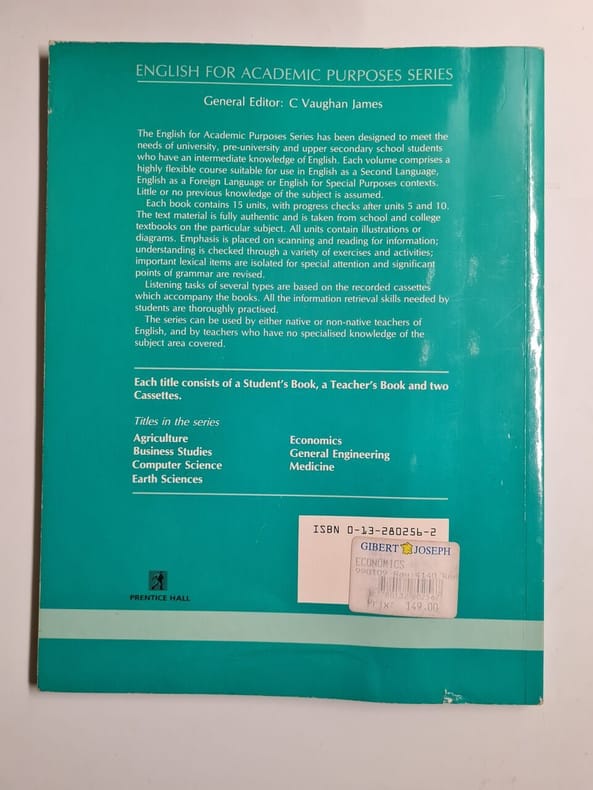 ENGLISH FOR ACADEMIC PURPOSES SERIES
General Editor: C Vaughan James
The English for Academic Purposes Series has been designed to meet the
needs of university, pre-university and upper secondary school students
who have an intermediate knowledge of English. Each volume comprises a
highly flexible course suitable for use in English as a Second Language,
English as a Foreign Language or English for Special Purposes contexts.
Little or no previous knowledge of the subject is assumed.
Each book contains 15 units, with progress checks after units 5 and 10.
The text material is fully authentic and is taken from school and college
textbooks on the particular subject. All units contain illustrations or
diagrams. Emphasis is placed on scanning and reading for information;
understanding is checked through a variety of exercises and activities;
important lexical items are isolated for special attention and significant
points of grammar are revised.
Listening tasks of several types are based on the recorded cassettes
which accompany the books. All the information retrieval skills needed by
students are thoroughly practised.
The series can be used by either native or non-native teachers of
English, and by teachers who have no specialised knowledge of the
subject area covered.
Each title consists of a Student's Book, a Teacher's Book and two
Cassettes.
Titles in the series
Agriculture
Business Studies
Computer Science
Earth Sciences
Economics
General Engineering
Medicine
ISBN 0-13-280256-2
GIBERT JOSEPH
ECONOMICS
Prix: 149.00
PRENTICE HALL